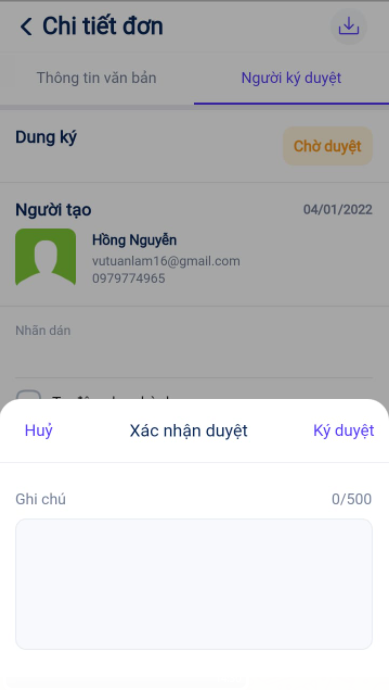 Chi tiết đơn
Thông tin văn bản
Người ký duyệt
Dung ký
Chờ duyệt
Người tạo
04/01/2022
Hồng Nguyễn
vutuanlam16@gmail.com
0979774965
Nhãn dán
Huỷ
Xác nhận duyệt
Ký duyệt
Ghi chú
0/500